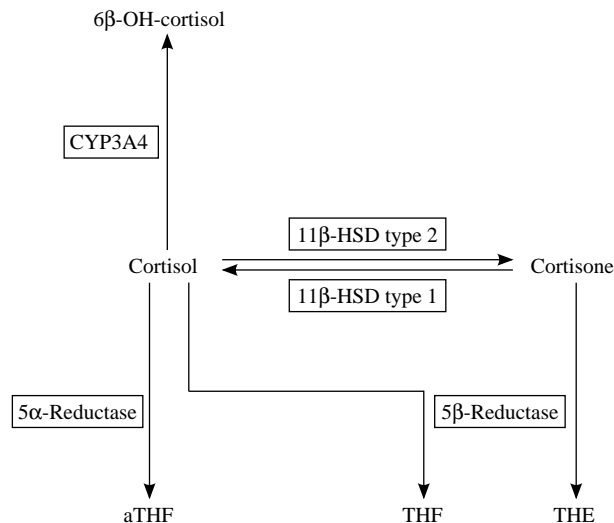 6β-OH-cortisol
CYP3A4
11β-HSD type 2
Cortisol
Cortisone
11β-HSD type 1
5α-Reductase
5β-Reductase
aTHF
THF
THE